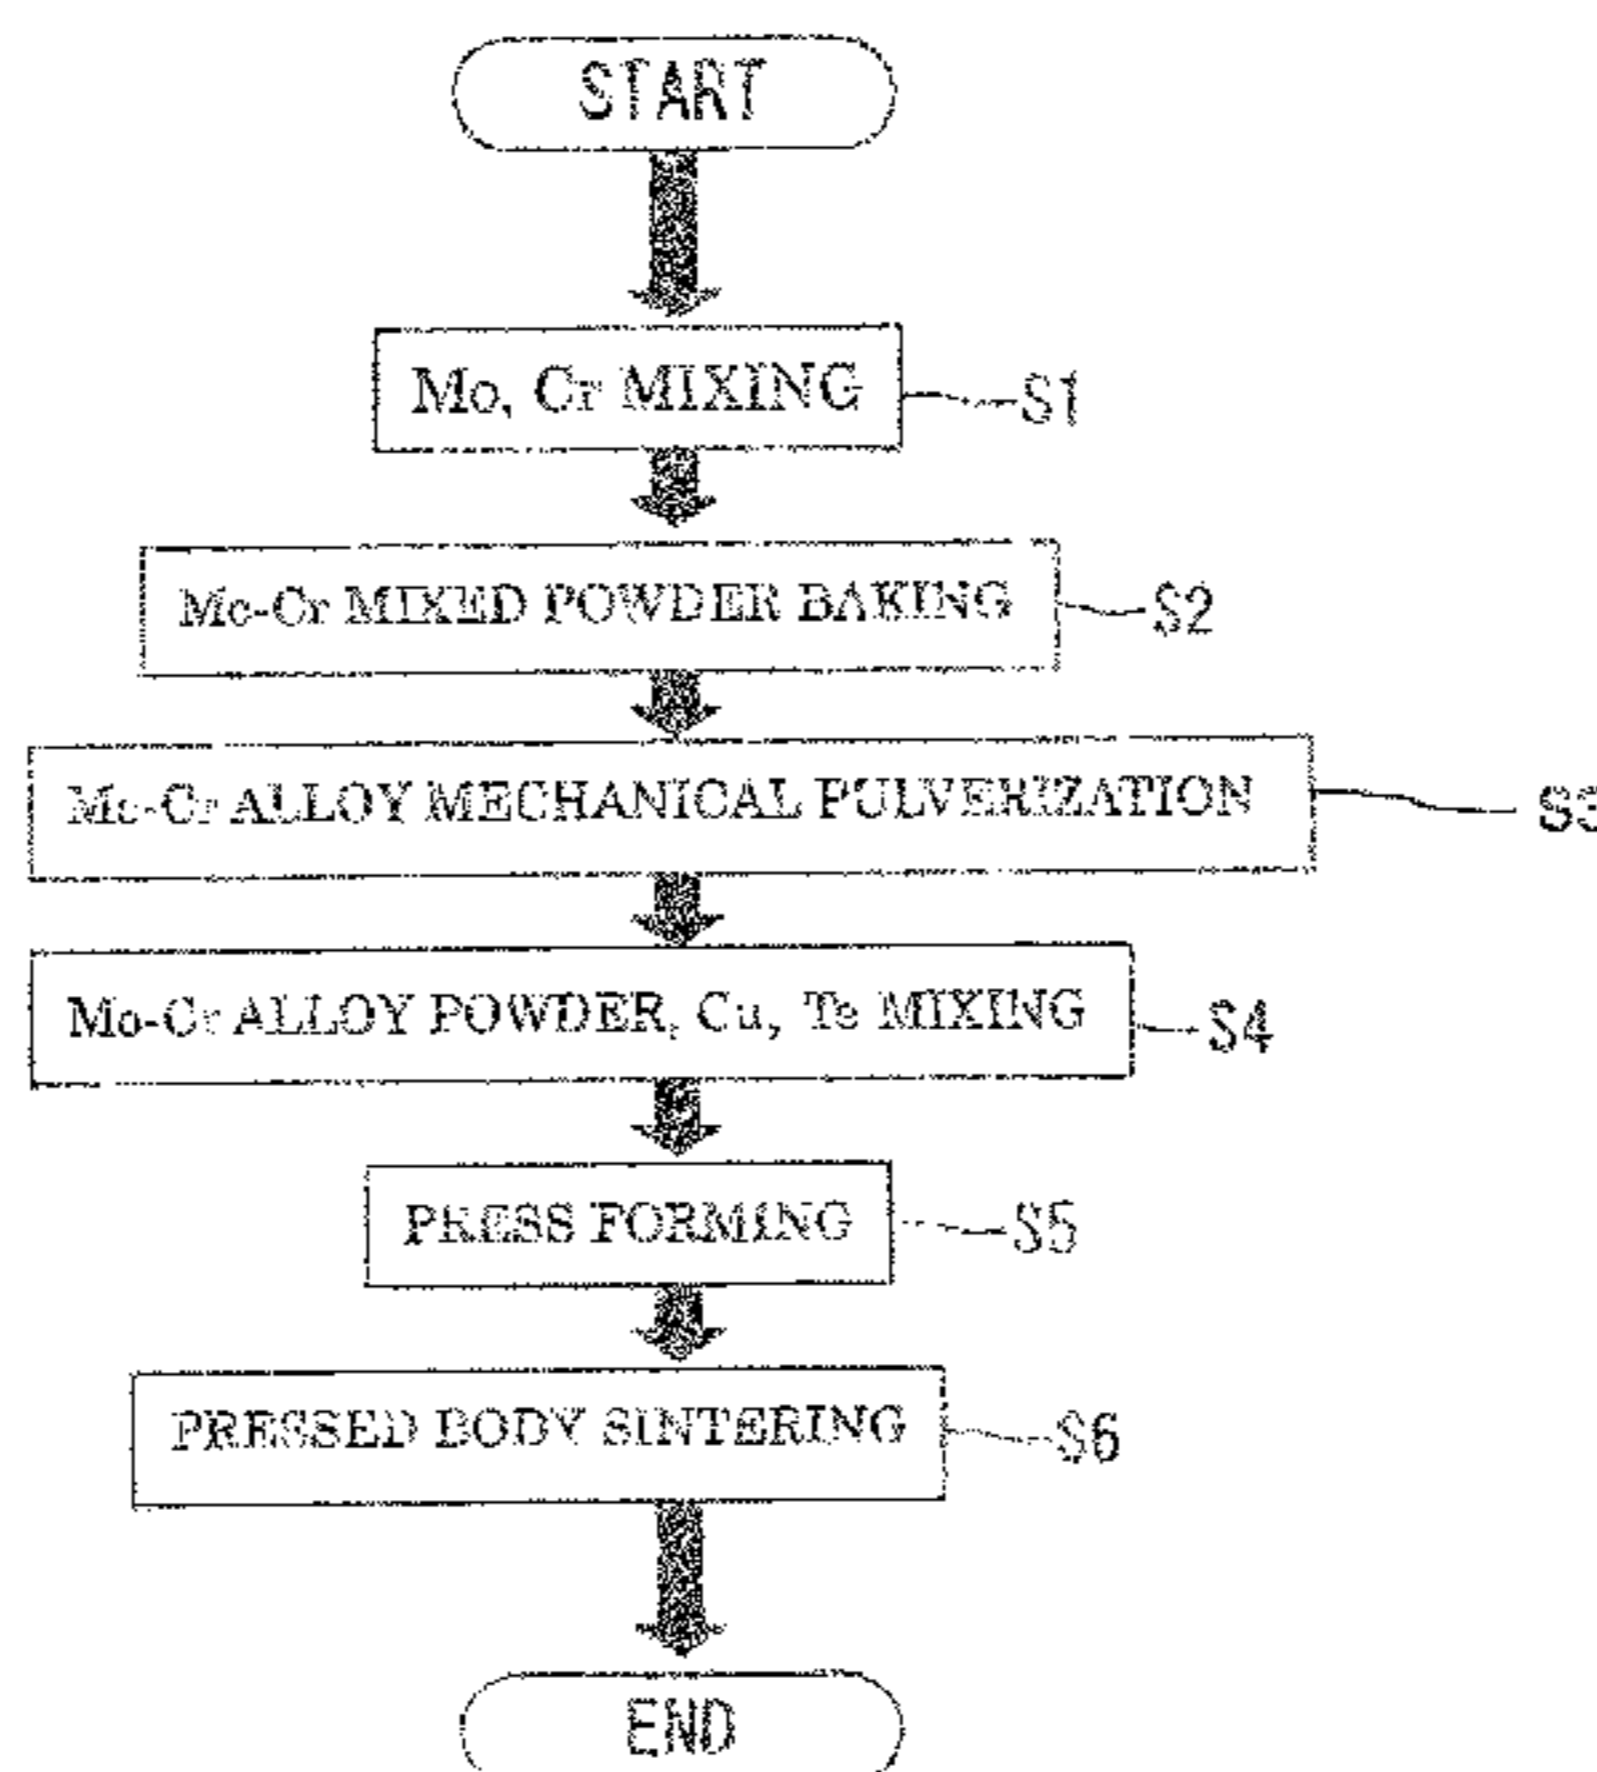 START
Mo, Cr MIXING
S1
Mo-Cr MIXED POWDER BAKING
S2
Mo-Cr ALLOY MECHANICAL PULVERIZATION
S3
Mo-Cr ALLOY POWDER, Cu, Te MIXING
S4
PRESS FORMING
S5
PRESSED BODY SINTERING
S6
END